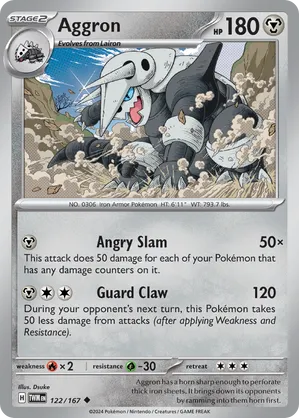 STAGE 2
Aggron
HP 180
Evolves from Lairon
NO. 0306 Iron Armor Pokémon HT: 6'11" WT: 793.7 lbs.
Angry Slam 50×
This attack does 50 damage for each of your Pokémon that
has any damage counters on it.
Guard Claw 120
During your opponent's next turn, this Pokémon takes
50 less damage from attacks (after applying Weakness and
Resistance).
weakness ×2 resistance -30 retreat
Illus. Dsuke
H TWM EN 122/167
Aggron has a horn sharp enough to perforate
thick iron sheets. It brings down its opponents
by ramming into them horn first.
©2024 Pokémon / Nintendo / Creatures / GAME FREAK